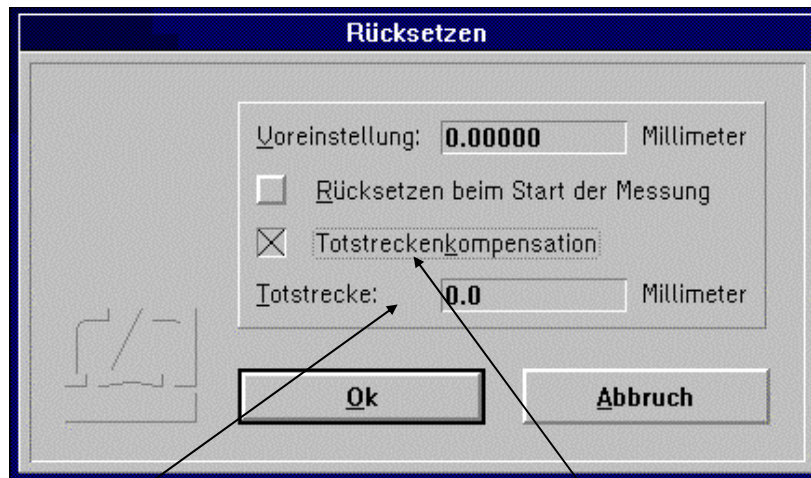 Rücksetzen
Voreinstellung: 0.00000 Millimeter
Rücksetzen beim Start der Messung
Totstreckenkompensation
Totstrecke: 0.0 Millimeter
Ok Abbruch